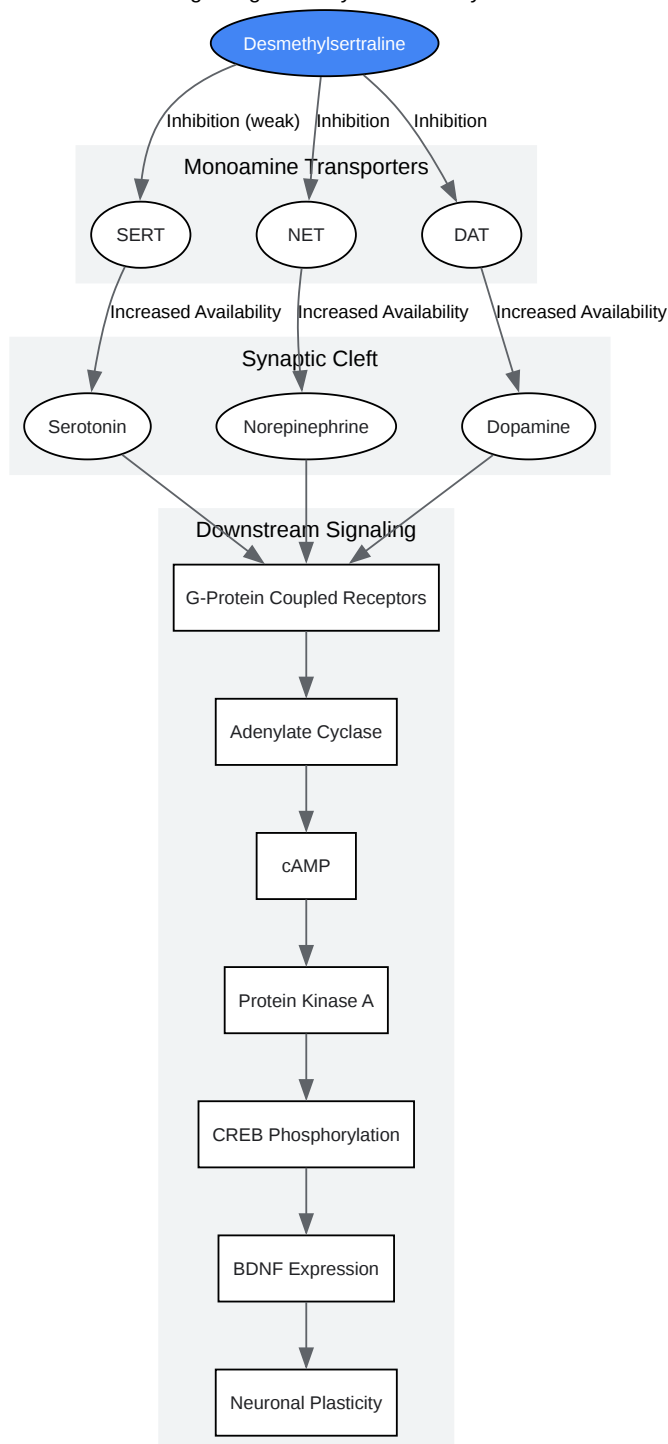 Desmethylsertraline
Inhibition (weak) Inhibition Inhibition
Monoamine Transporters
SERT NET DAT
Increased Availability Increased Availability Increased Availability
Synaptic Cleft
Serotonin Norepinephrine Dopamine
Downstream Signaling
G-Protein Coupled Receptors
Adenylate Cyclase
cAMP
Protein Kinase A
CREB Phosphorylation
BDNF Expression
Neuronal Plasticity